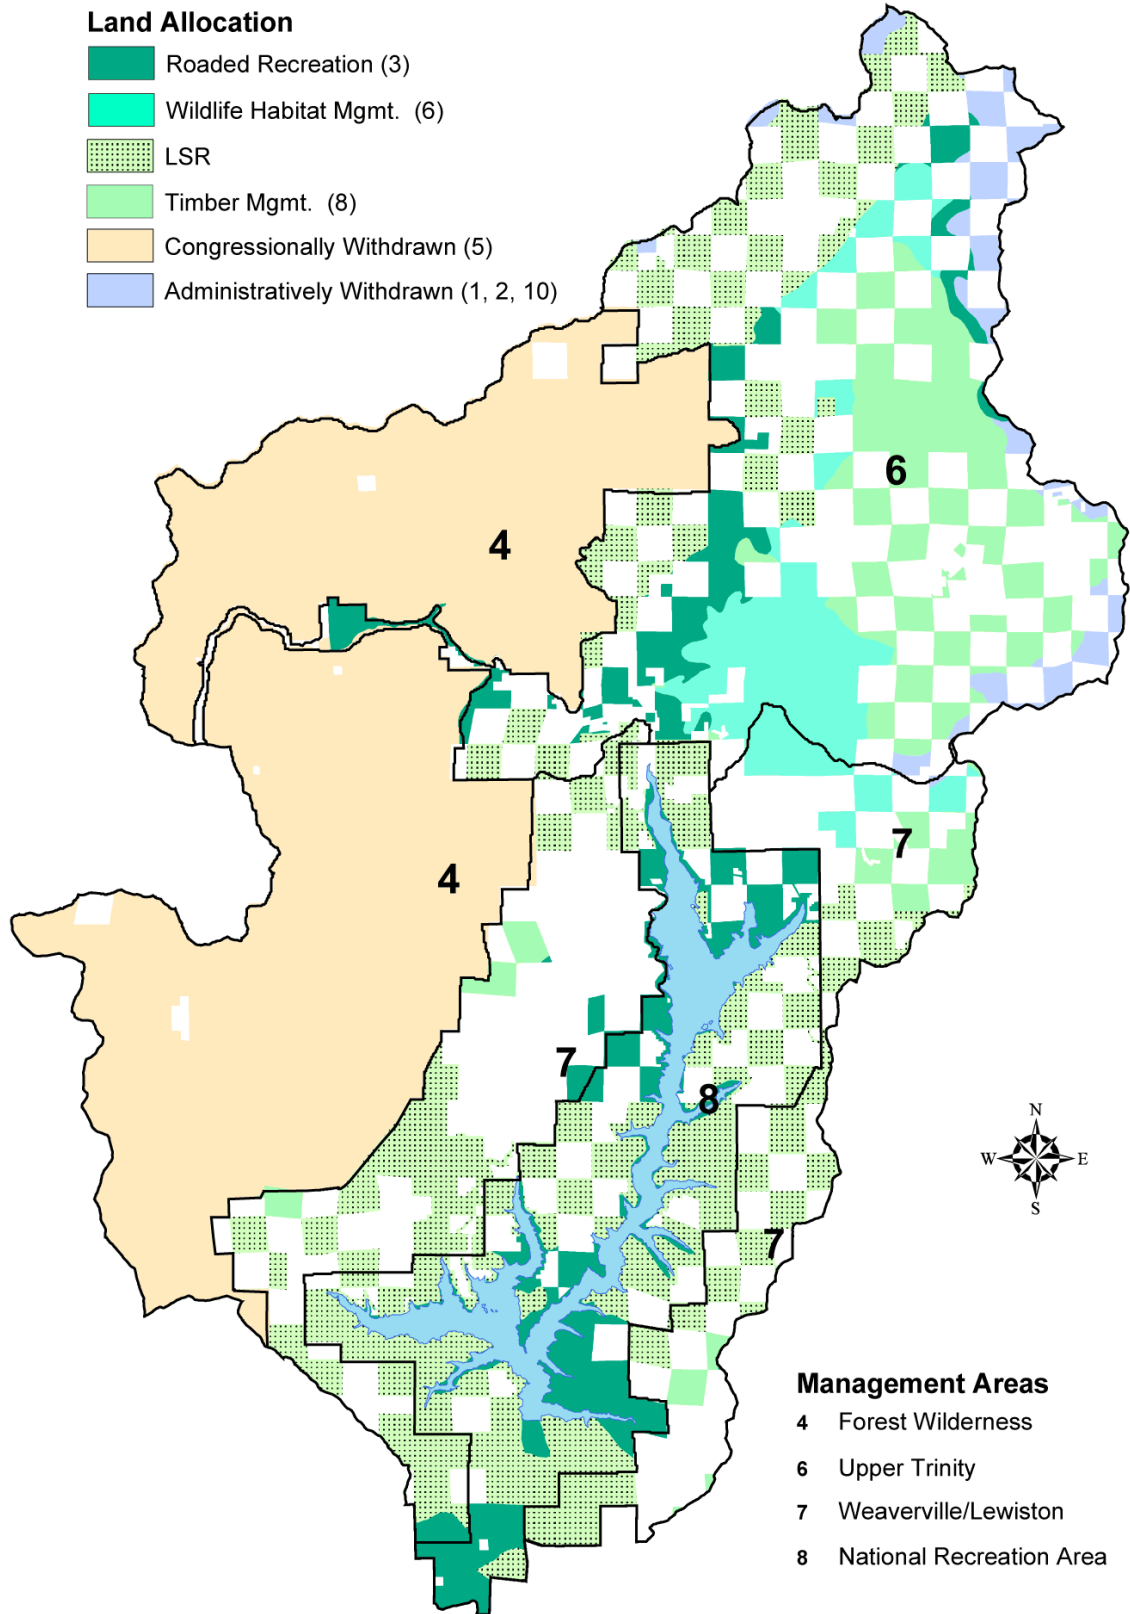 Land Allocation
Roaded Recreation (3)
Wildlife Habitat Mgmt. (6)
LSR
Timber Mgmt. (8)
Congressionally Withdrawn (5)
Administratively Withdrawn (1, 2, 10)
6
4
7
4
7
8
7
N
W E
S
Management Areas
4 Forest Wilderness
6 Upper Trinity
7 Weaverville/Lewiston
8 National Recreation Area